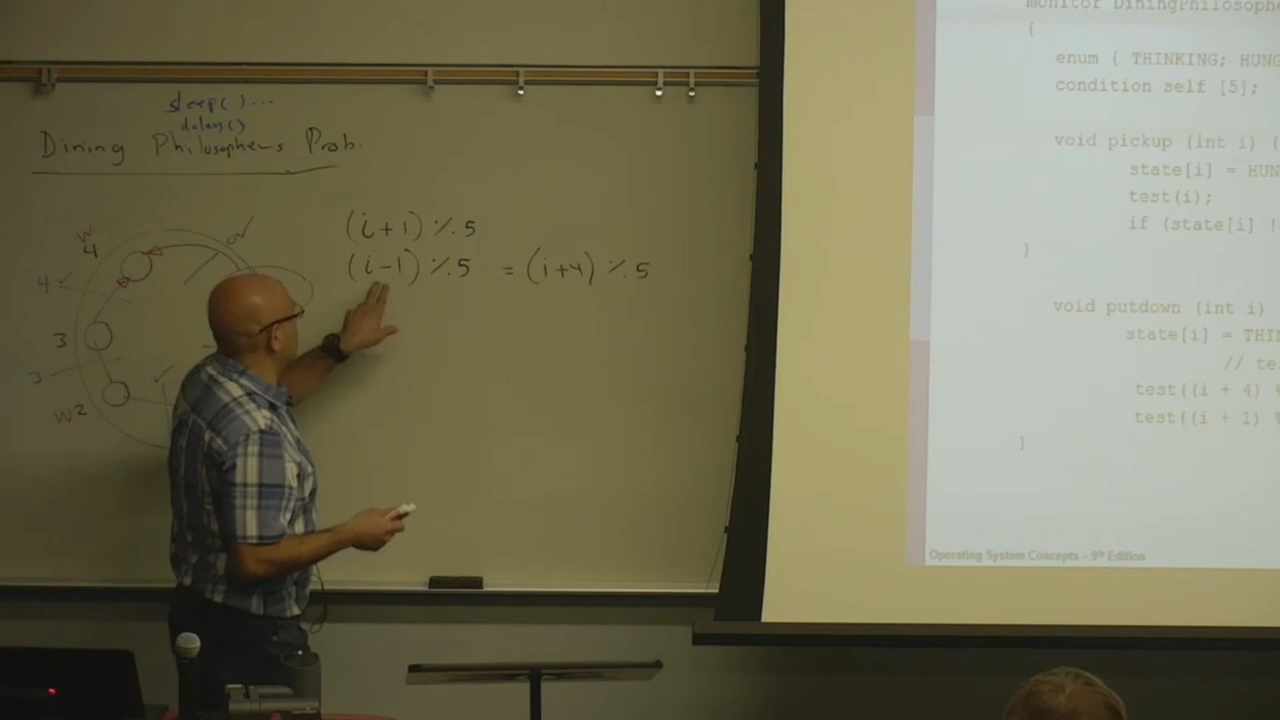 sleep()...
delay()
Dining Philosophers Prob.
(i+1) % 5
(i-1) % 5 = (i+4) % 5
W
4
4 ✓
3
3
W 2
0 ✓
✓
monitor DiningPhilosophe
{
enum { THINKING; HUNG
condition self [5];
void pickup (int i) {
state[i] = HUN
test(i);
if (state[i] !
}
void putdown (int i)
state[i] = THI
// te
test((i + 4) %
test((i + 1) %
}
Operating System Concepts – 9th Edition